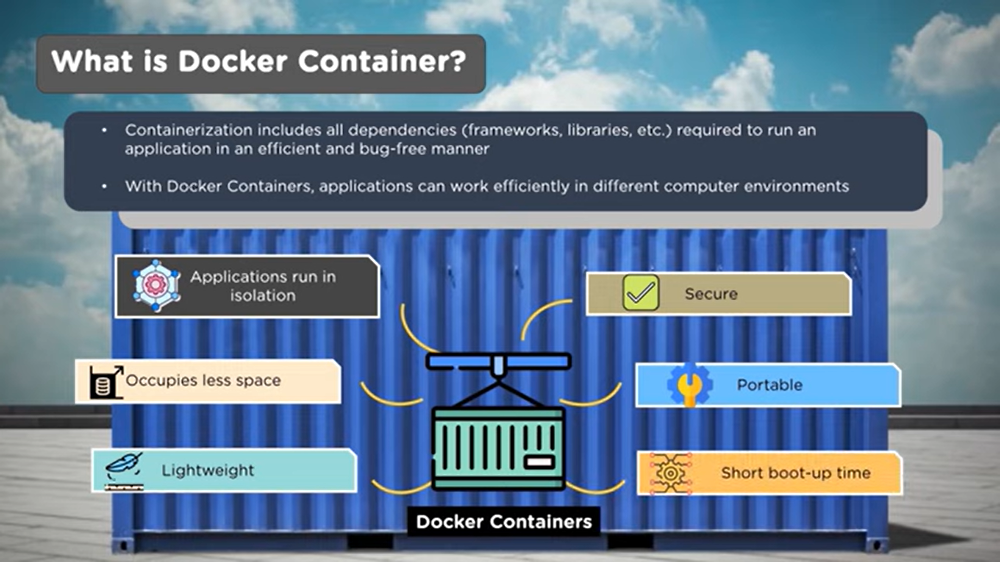 What is Docker Container?
• Containerization includes all dependencies (frameworks, libraries, etc.) required to run an
application in an efficient and bug-free manner
• With Docker Containers, applications can work efficiently in different computer environments
Applications run in
isolation
Secure
Occupies less space
Portable
Lightweight
Short boot-up time
Docker Containers